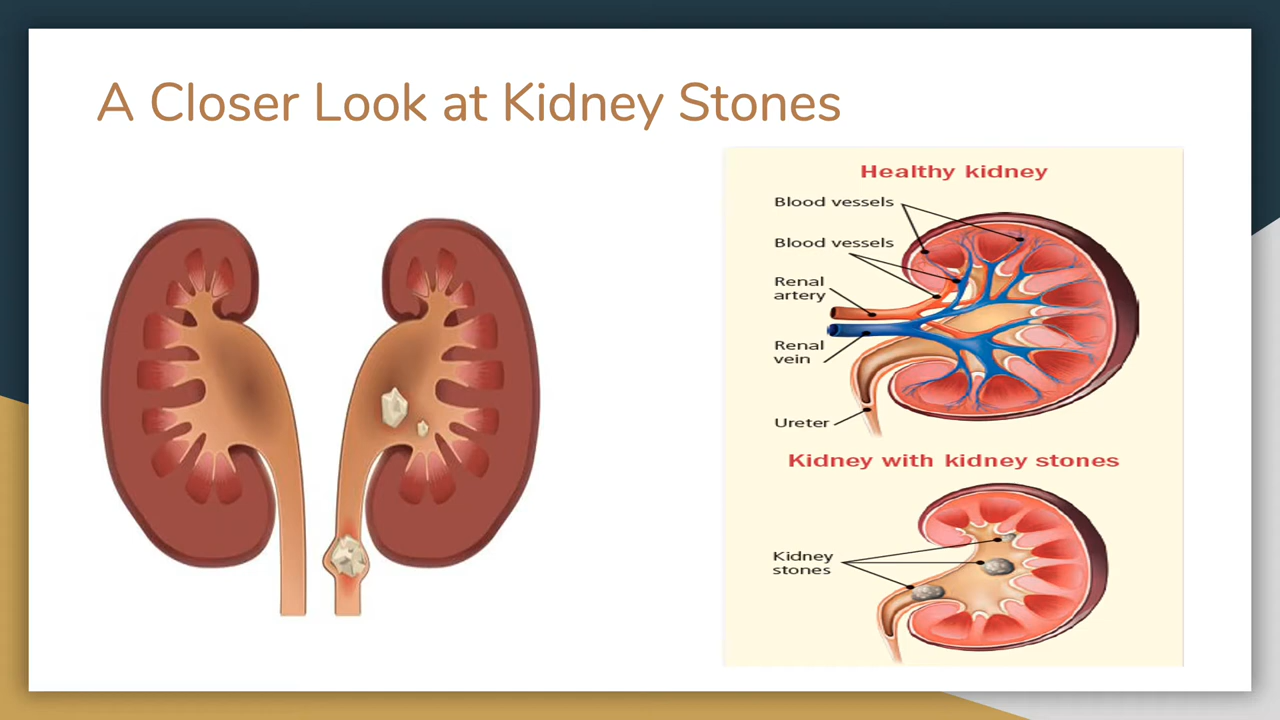 A Closer Look at Kidney Stones
Healthy kidney
Blood vessels
Blood vessels
Renal
artery
Renal
vein
Ureter
Kidney with kidney stones
Kidney
stones